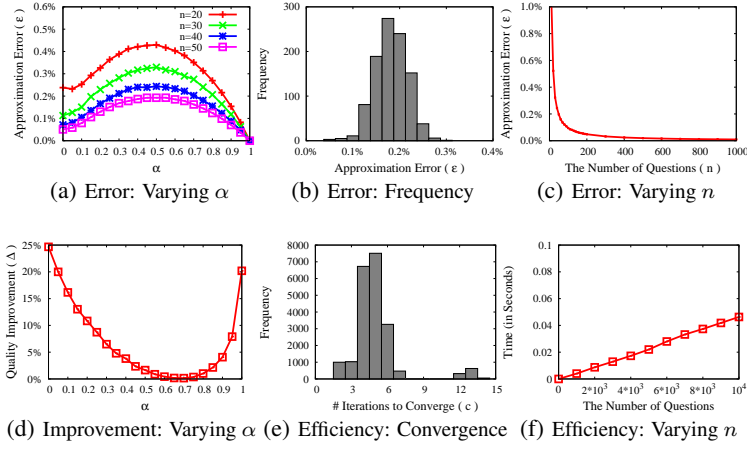 0.6%
0.5%
0.4%
0.3%
0.2%
0.1%
0.0%
Approximation Error ( ε )
n=20
n=30
n=40
n=50
0 0.1 0.2 0.3 0.4 0.5 0.6 0.7 0.8 0.9 1
α
(a) Error: Varying α
300
200
100
0
Frequency
0.0% 0.2% 0.4%
Approximation Error ( ε )
(b) Error: Frequency
1.0%
0.8%
0.6%
0.4%
0.2%
0.0%
Approximation Error ( ε )
0 200 400 600 800 1000
The Number of Questions ( n )
(c) Error: Varying n
25%
20%
15%
10%
5%
0%
Quality Improvement ( Δ )
0 0.1 0.2 0.3 0.4 0.5 0.6 0.7 0.8 0.9 1
α
(d) Improvement: Varying α
8000
7000
6000
5000
4000
3000
2000
1000
0
Frequency
0 3 6 9 12 15
# Iterations to Converge ( c )
(e) Efficiency: Convergence
0.1
0.08
0.06
0.04
0.02
0
Time (in Seconds)
0 2*10³ 4*10³ 6*10³ 8*10³ 10⁴
The Number of Questions
(f) Efficiency: Varying n